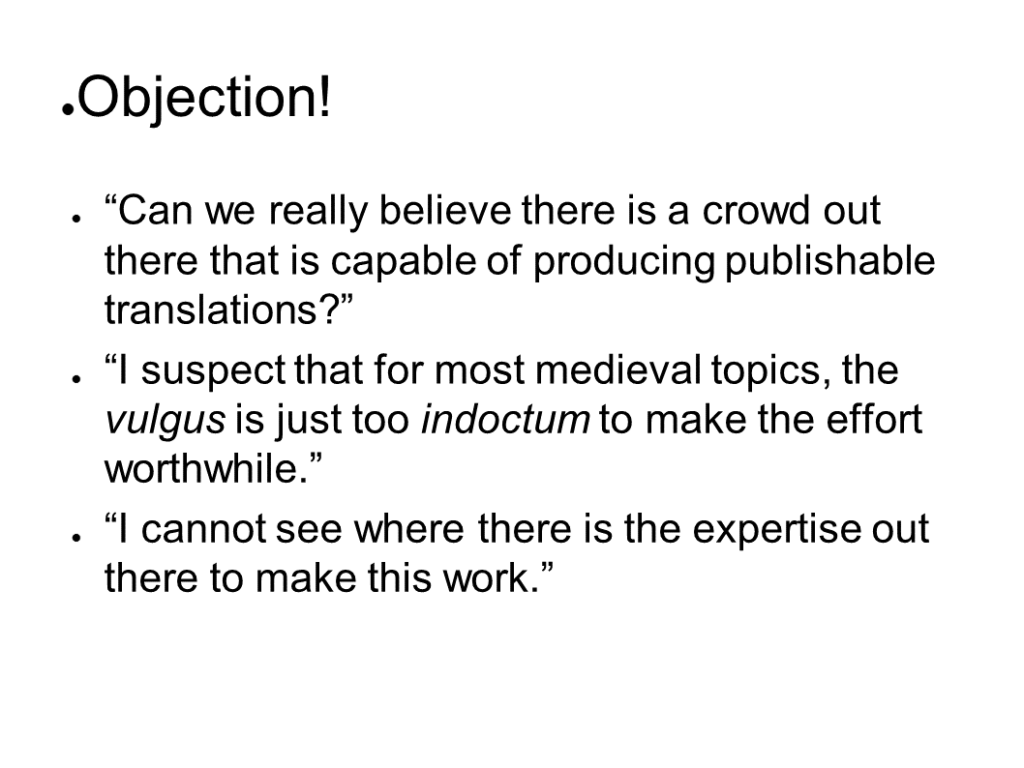 ●Objection!
● “Can we really believe there is a crowd out
there that is capable of producing publishable
translations?”
● “I suspect that for most medieval topics, the
vulgus is just too indoctum to make the effort
worthwhile.”
● “I cannot see where there is the expertise out
there to make this work.”